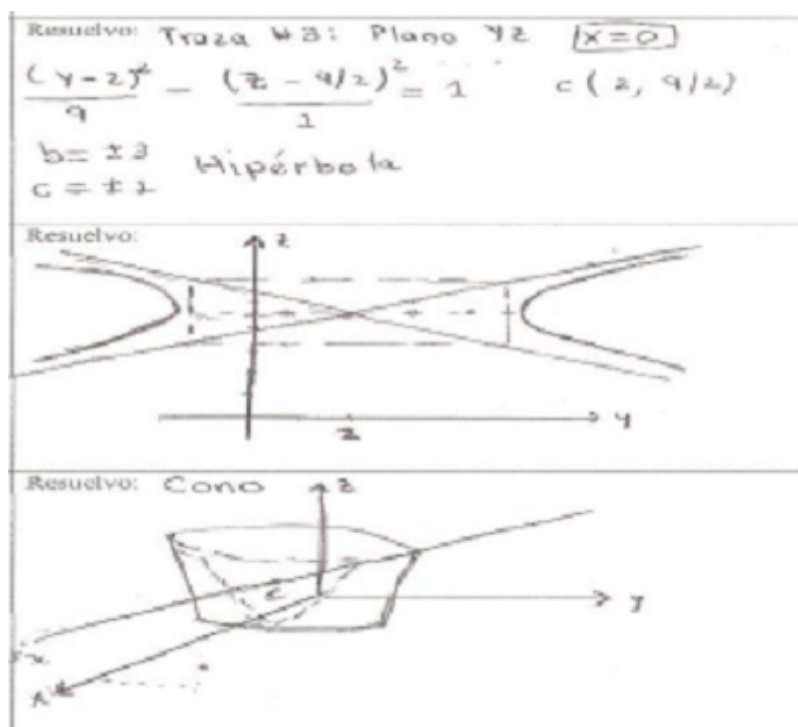 Resuelvo: Traza #3: Plano YZ X=0
(y-2)²/9 - (z-9/2)²/1 = 1 c(2, 9/2)
b= ±3 Hipérbola
c = ±1
Resuelvo:
z
y
2
Resuelvo: Cono z
c
y
x